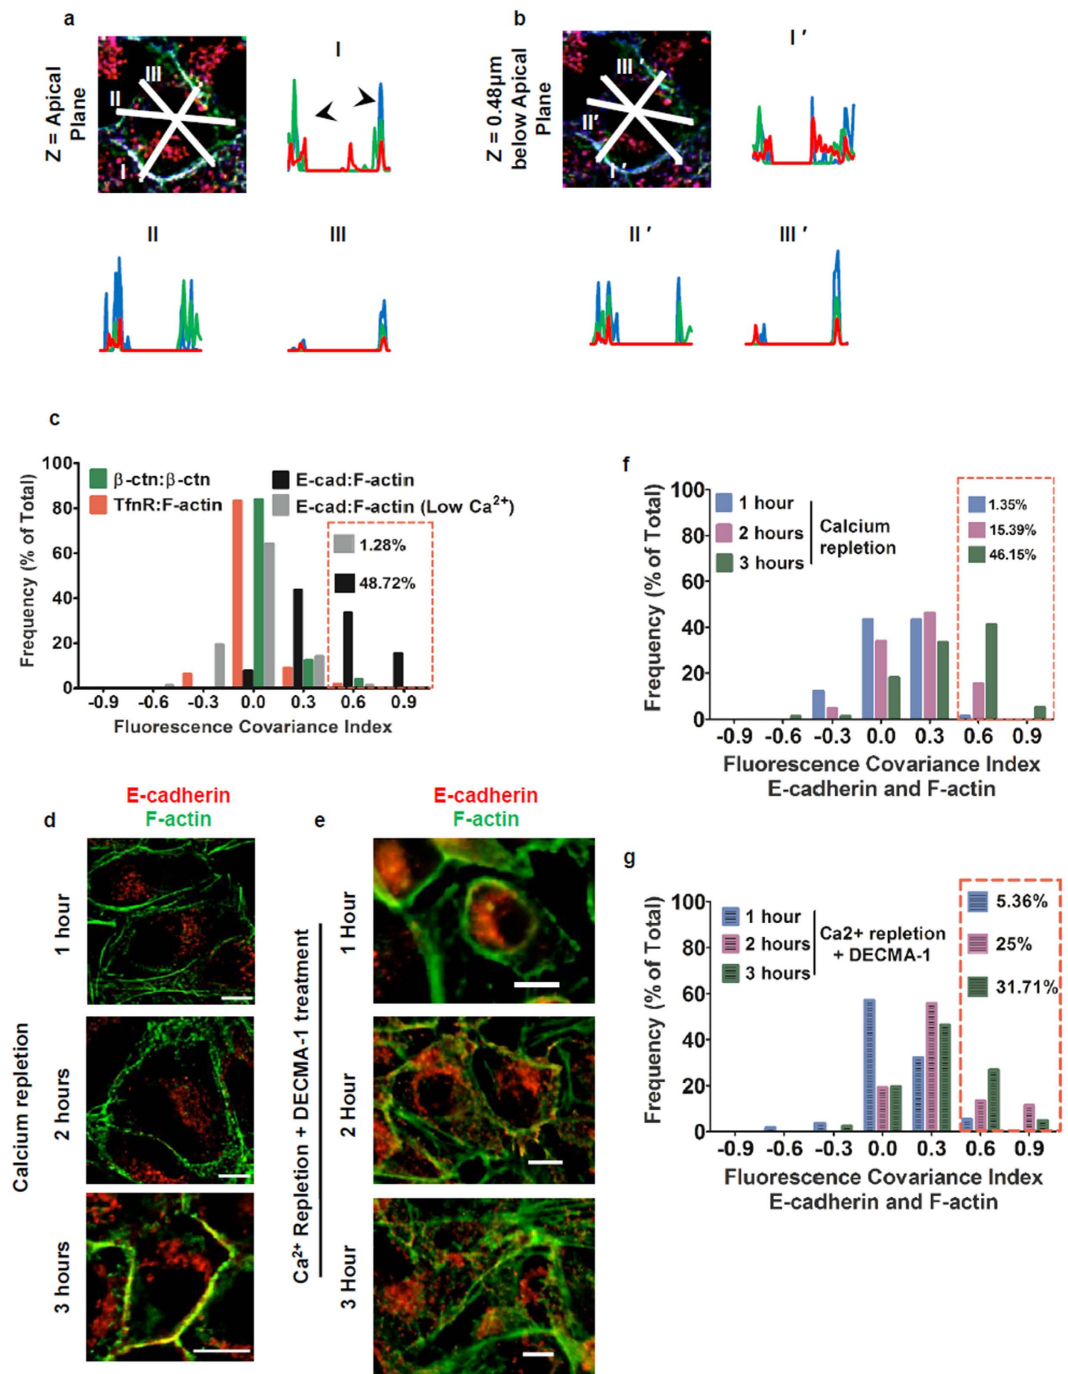 a
Z = Apical
Plane
III
II
I
I
II
III
b
Z = 0.48µm
below Apical
Plane
III ′
II′
I′
I ′
II ′
III ′
c
Frequency (% of Total)
100
80
60
40
20
0
β-ctn:β-ctn
TfnR:F-actin
E-cad:F-actin
E-cad:F-actin (Low Ca²⁺)
1.28%
48.72%
-0.9 -0.6 -0.3 0.0 0.3 0.6 0.9
Fluorescence Covariance Index
f
Frequency (% of Total)
100
80
60
40
20
0
1 hour
2 hours
3 hours
Calcium
repletion
1.35%
15.39%
46.15%
-0.9 -0.6 -0.3 0.0 0.3 0.6 0.9
Fluorescence Covariance Index
E-cadherin and F-actin
d
E-cadherin
F-actin
Calcium repletion
1 hour
2 hours
3 hours
e
E-cadherin
F-actin
Ca²⁺ Repletion + DECMA-1 treatment
1 Hour
2 Hour
3 Hour
g
Frequency (% of Total)
100
80
60
40
20
0
1 hour
2 hours
3 hours
Ca2+ repletion
+ DECMA-1
5.36%
25%
31.71%
-0.9 -0.6 -0.3 0.0 0.3 0.6 0.9
Fluorescence Covariance Index
E-cadherin and F-actin